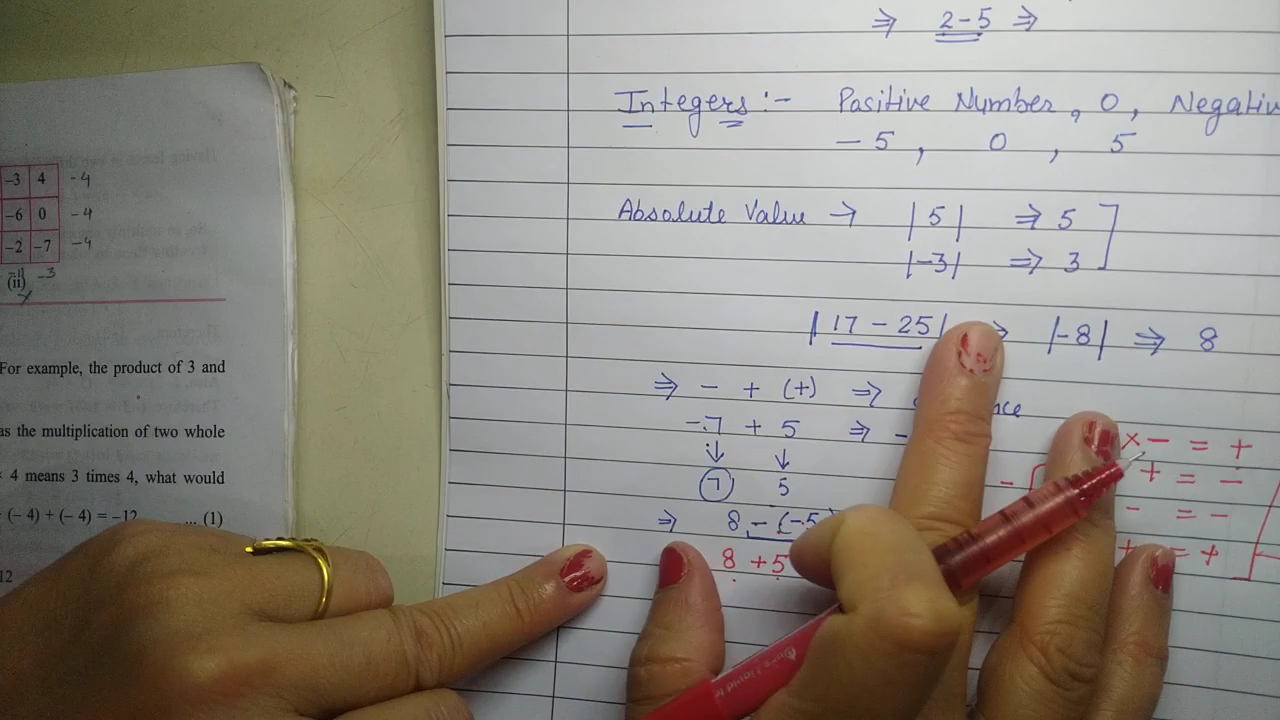 ⇒ 2-5 ⇒
Integers :- Pasitive Number, 0, Negativ
-5 , 0 , 5
Absolute Value → |5| ⇒ 5
|-3| ⇒ 3
|17-25| ⇒ |-8| ⇒ 8
⇒ - + (+) ⇒
-7 + 5 ⇒ -
↓ ↓
7 5
⇒ 8-(-5
8 +5
×- = +
- + = -
- = -
+ = +
-3 4 -4
-6 0 -4
-2 -7 -4
(ii) -3
For example, the product of 3 and
as the multiplication of two whole
× 4 means 3 times 4, what would
(-4) + (-4) = -12 ... (1)
12